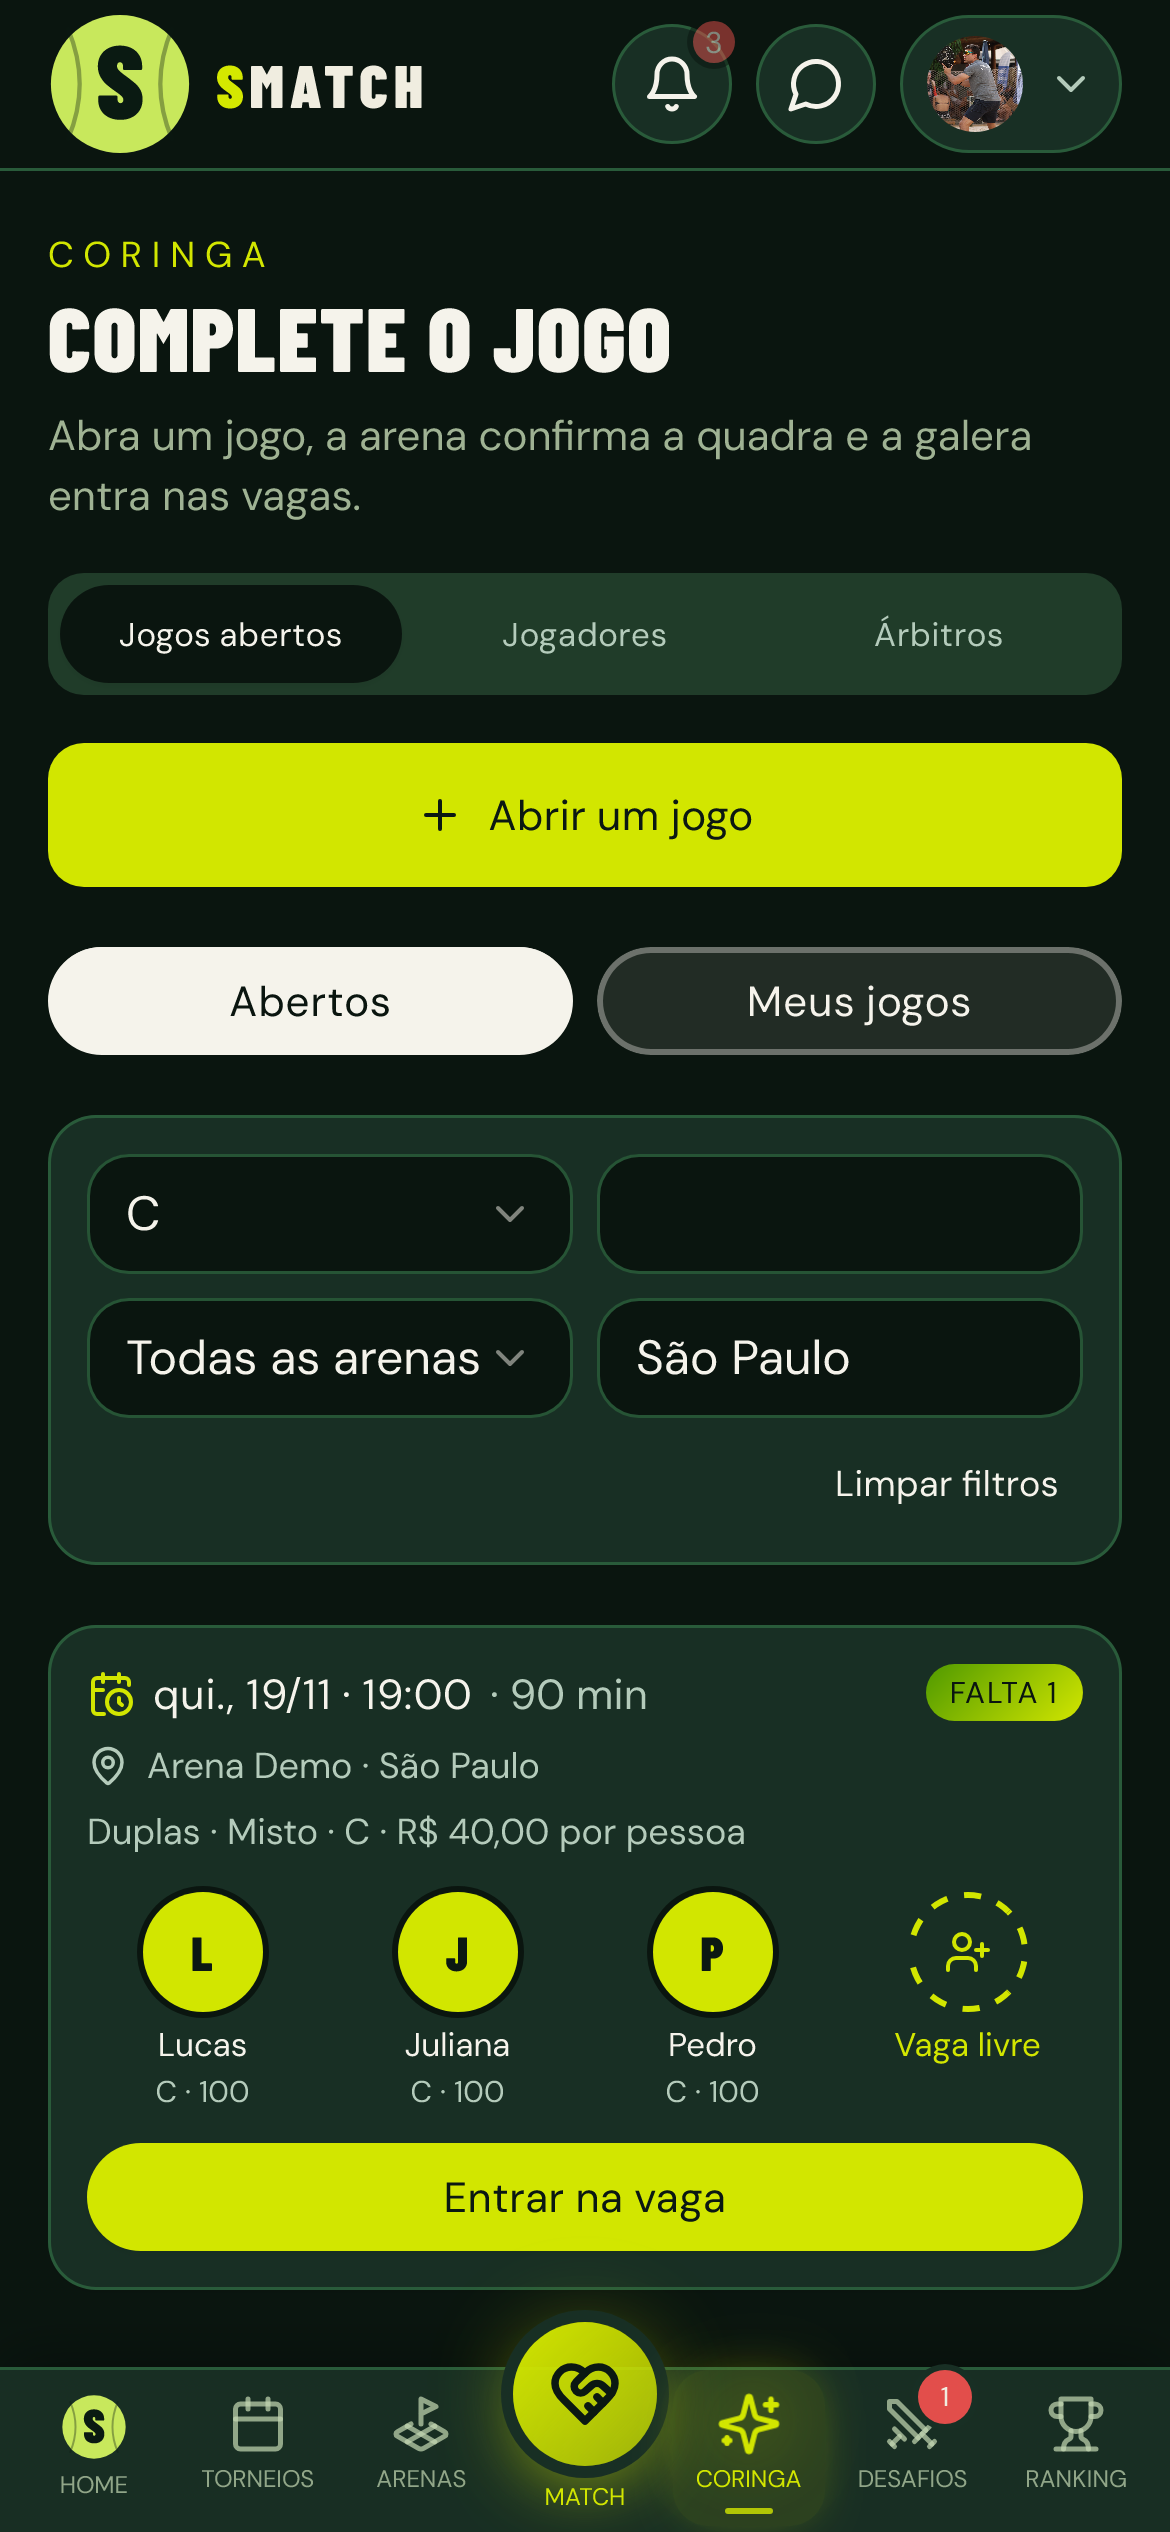 S SMATCH
3
CORINGA
COMPLETE O JOGO
Abra um jogo, a arena confirma a quadra e a galera
entra nas vagas.
Jogos abertos Jogadores Árbitros
+ Abrir um jogo
Abertos Meus jogos
C
Todas as arenas São Paulo
Limpar filtros
qui., 19/11 · 19:00 · 90 min FALTA 1
Arena Demo · São Paulo
Duplas · Misto · C · R$ 40,00 por pessoa
L J P
Lucas Juliana Pedro Vaga livre
C · 100 C · 100 C · 100
Entrar na vaga
S 1
HOME TORNEIOS ARENAS MATCH CORINGA DESAFIOS RANKING